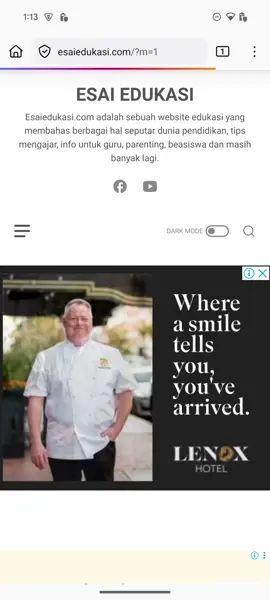 1:13
esaiedukasi.com/?m=1
1
ESAI EDUKASI
Esaiedukasi.com adalah sebuah website edukasi yang
membahas berbagai hal seputar dunia pendidikan, tips
mengajar, info untuk guru, parenting, beasiswa dan masih
banyak lagi.
DARK MODE
Where
a smile
tells
you,
you've
arrived.
LENOX
HOTEL